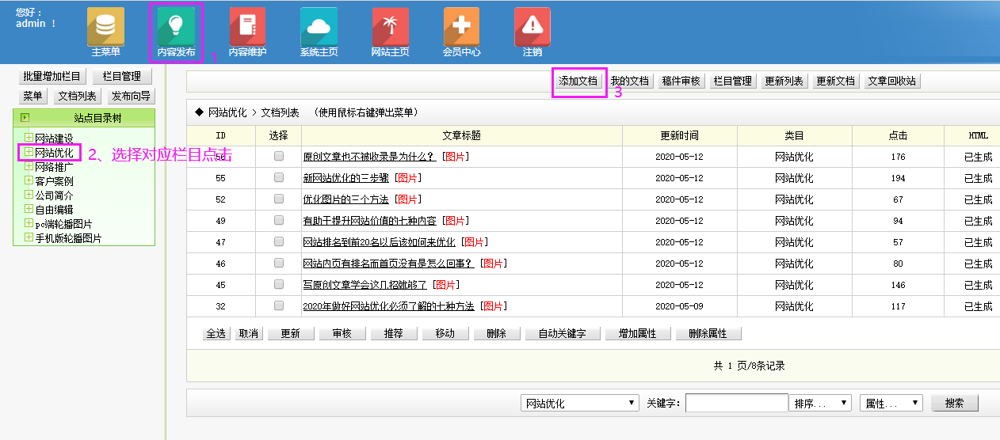 您好：
admin ！
主菜单 内容发布 内容维护 系统主页 网站主页 会员中心 注销
1
批量增加栏目 栏目管理
菜单 文档列表 发布向导
站点目录树
网站建设
网站优化
网络推广
客户案例
公司简介
自由编辑
pc端轮播图片
手机版轮播图片
2、选择对应栏目点击
添加文档 我的文档 稿件审核 栏目管理 更新列表 更新文档 文章回收站
3
◆ 网站优化 > 文档列表 （使用鼠标右键弹出菜单）
ID 选择 文章标题 更新时间 类目 点击 HTML
原创文章也不被收录是为什么？ [图片] 2020-05-12 网站优化 176 已生成
55 新网站优化的三步骤 [图片] 2020-05-12 网站优化 194 已生成
52 优化图片的三个方法 [图片] 2020-05-12 网站优化 67 已生成
49 有助于提升网站价值的七种内容 [图片] 2020-05-12 网站优化 94 已生成
47 网站排名到前20名以后该如何来优化 [图片] 2020-05-12 网站优化 57 已生成
46 网站内页有排名而首页没有是怎么回事？ [图片] 2020-05-12 网站优化 80 已生成
45 写原创文章学会这几招就够了 [图片] 2020-05-12 网站优化 146 已生成
32 2020年做好网站优化必须了解的七种方法 [图片] 2020-05-09 网站优化 117 已生成
全选 取消 更新 审核 推荐 移动 删除 自动关键字 增加属性 删除属性
共 1 页/8条记录
网站优化 关键字： 排序... 属性... 搜索